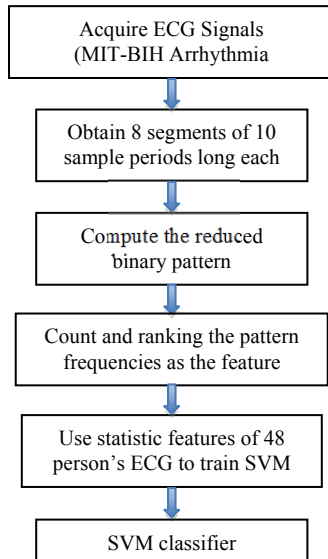 Acquire ECG Signals
(MIT-BIH Arrhythmia
Obtain 8 segments of 10
sample periods long each
Compute the reduced
binary pattern
Count and ranking the pattern
frequencies as the feature
Use statistic features of 48
person’s ECG to train SVM
SVM classifier